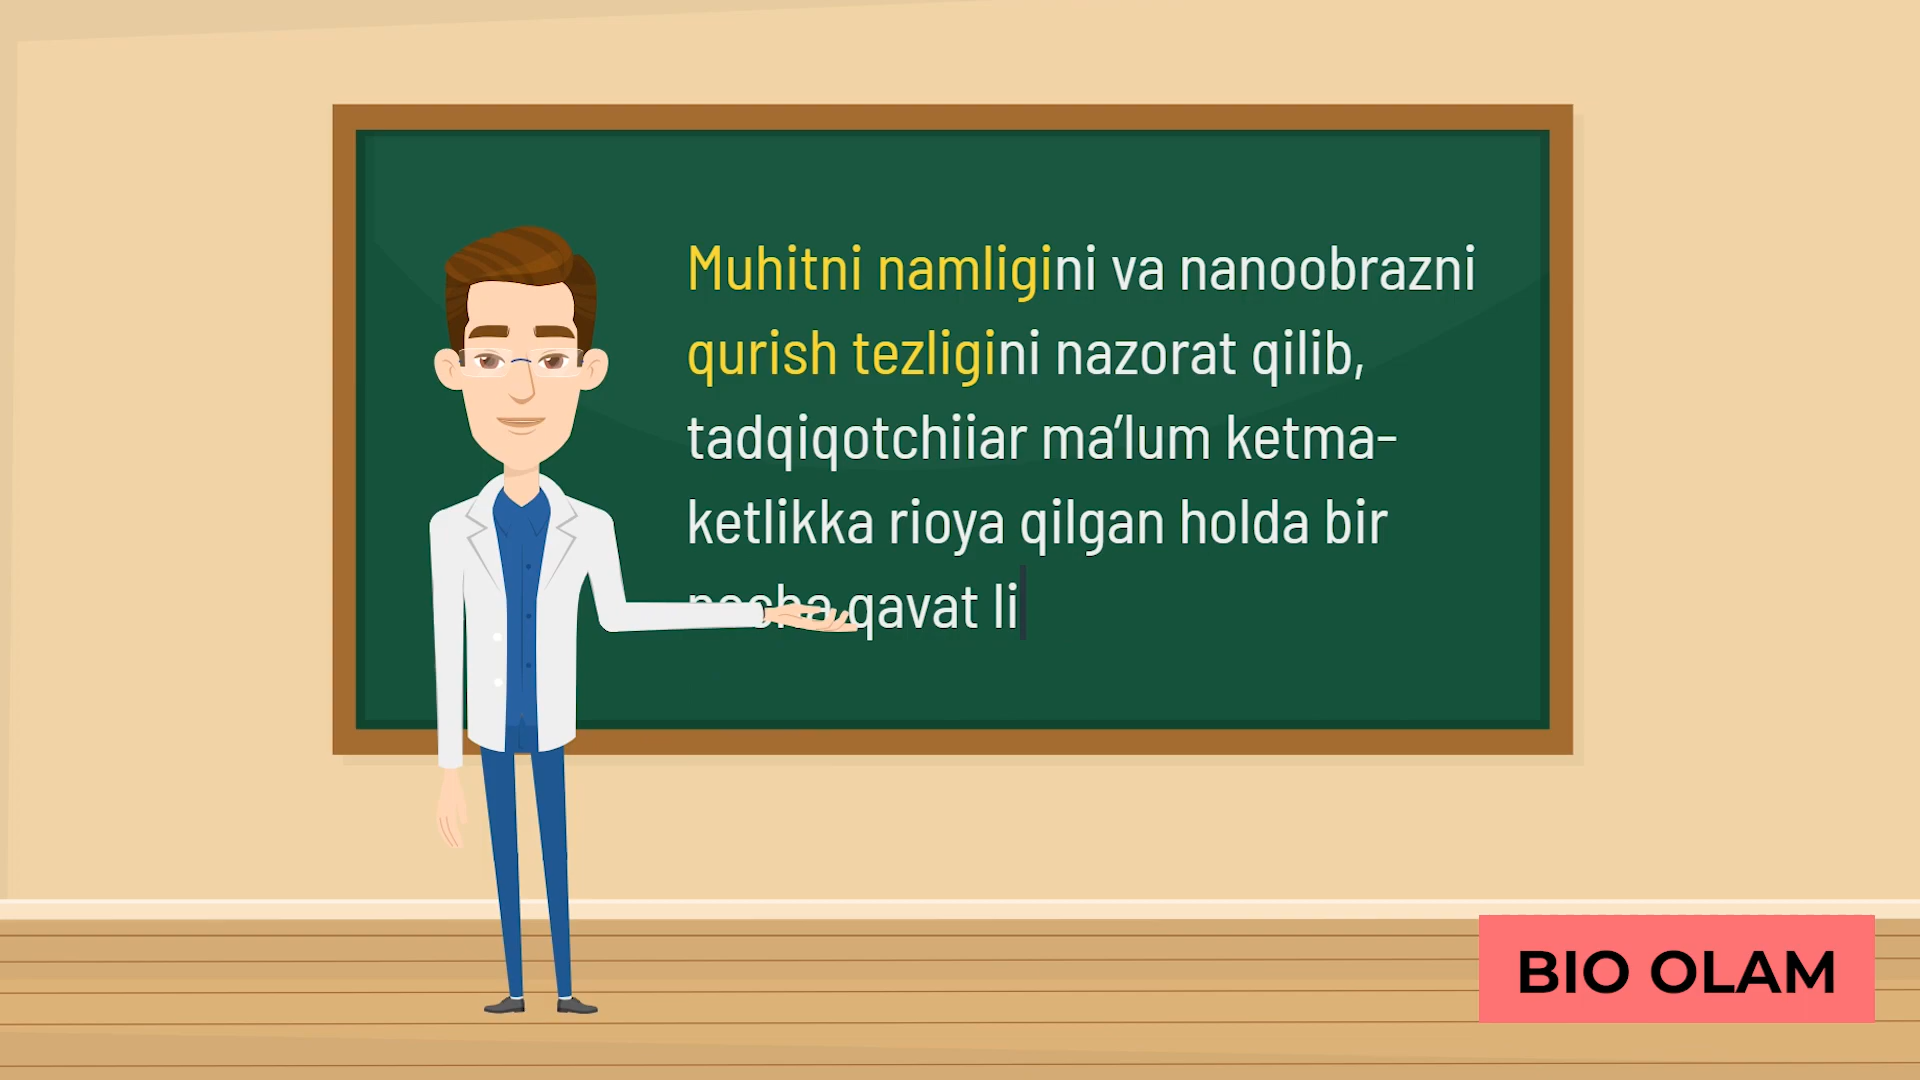 Muhitni namligini va nanoobrazni
qurish tezligini nazorat qilib,
tadqiqotchiiar ma’lum ketma-
ketlikka rioya qilgan holda bir
qavat li
BIO OLAM